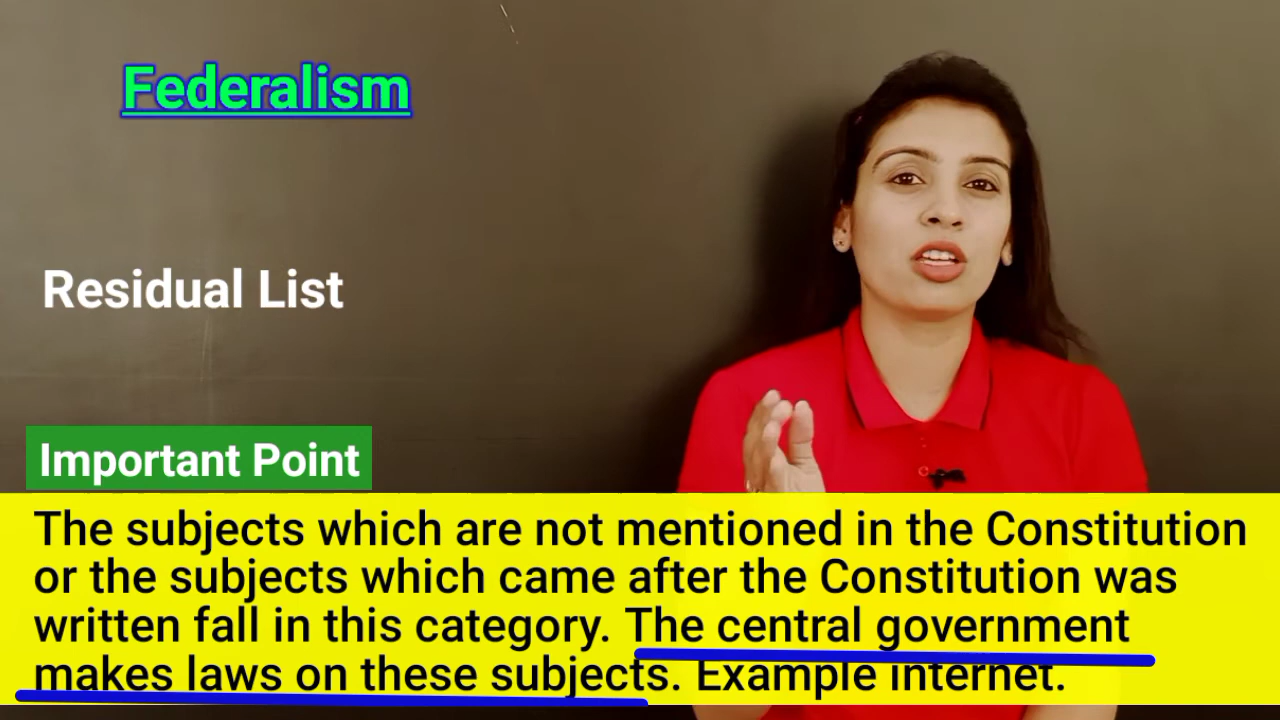 Federalism
Residual List
Important Point
The subjects which are not mentioned in the Constitution
or the subjects which came after the Constitution was
written fall in this category. The central government
makes laws on these subjects. Example internet.